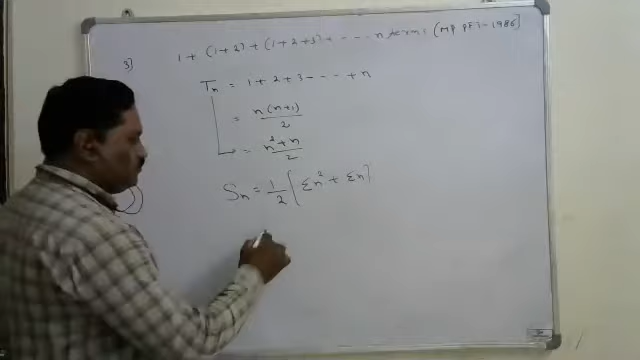 3) 1 + (1+2) + (1+2+3) + ---- n terms (MP PET-1986)
Tn = 1+2+3---- +n
= n(n+1)/2
= n²+n/2
Sn = 1/2 [Σn² + Σn]